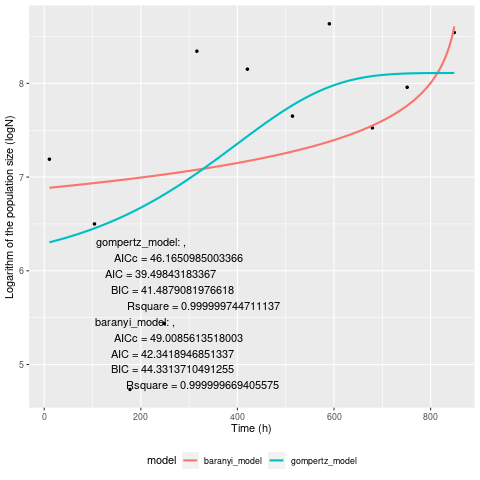 8
7
6
5
Logarithm of the population size (logN)
gompertz_model: ,
AICc = 46.1650985003366
AIC = 39.49843183367
BIC = 41.4879081976618
Rsquare = 0.999999744711137
baranyi_model: ,
AICc = 49.0085613518003
AIC = 42.3418946851337
BIC = 44.3313710491255
Rsquare = 0.999999669405575
0 200 400 600 800
Time (h)
model baranyi_model gompertz_model